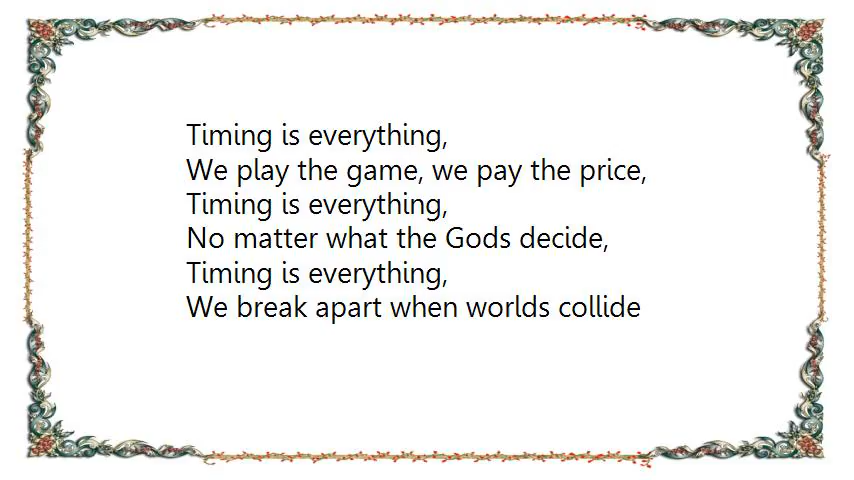 Timing is everything,
We play the game, we pay the price,
Timing is everything,
No matter what the Gods decide,
Timing is everything,
We break apart when worlds collide